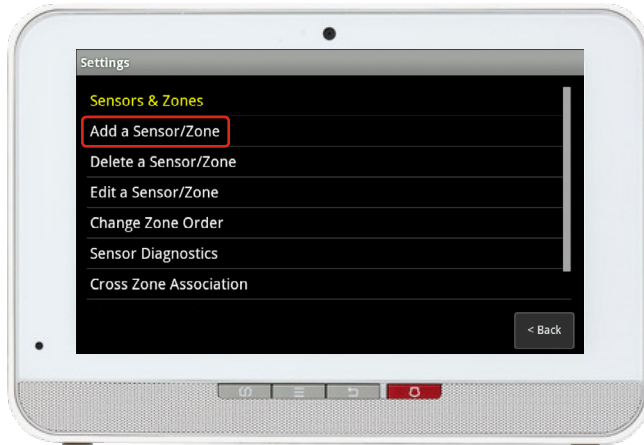 Settings
Sensors & Zones
Add a Sensor/Zone
Delete a Sensor/Zone
Edit a Sensor/Zone
Change Zone Order
Sensor Diagnostics
Cross Zone Association
< Back